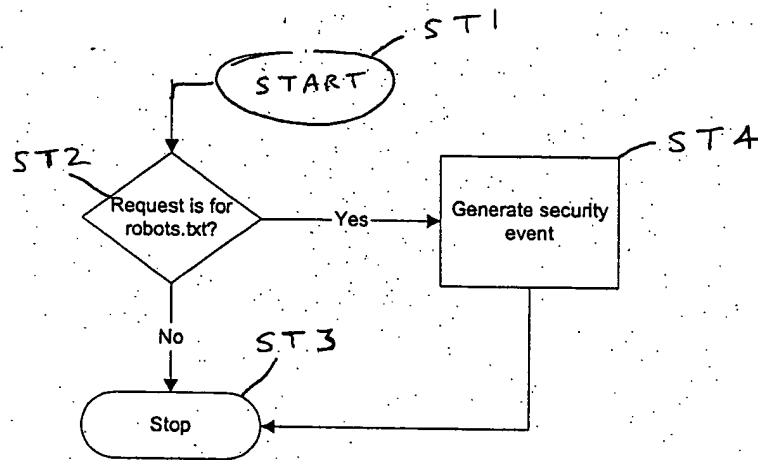 ST1
START
ST2
ST4
Request is for
robots.txt?
Yes
Generate security
event
No
ST3
Stop